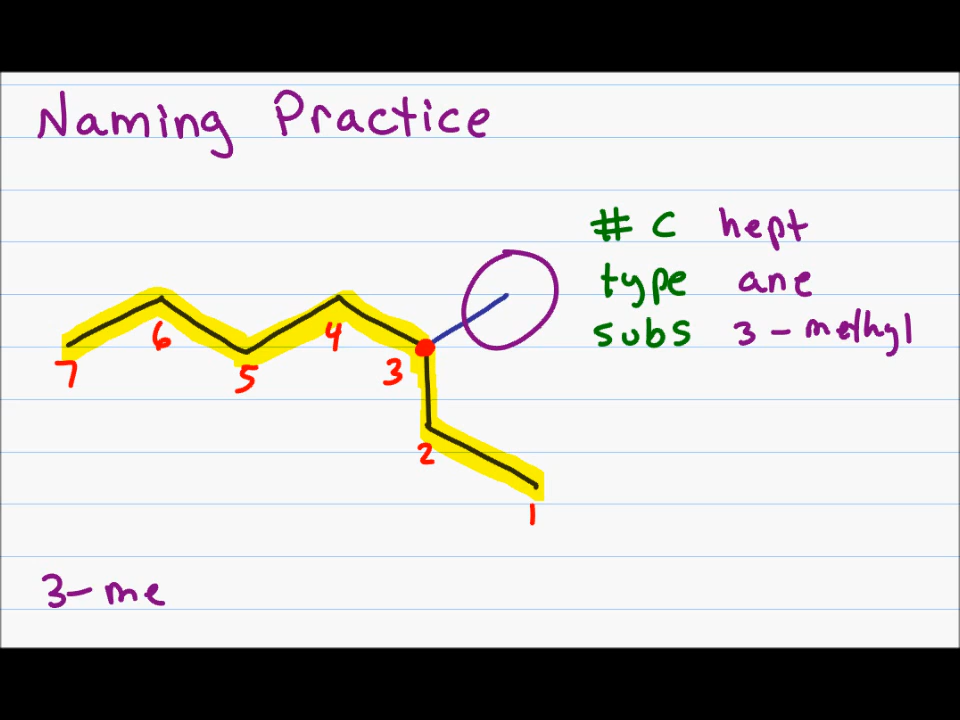 Naming Practice
# C hept
type ane
subs 3-methyl
6
4
7
5
3
2
1
3-me